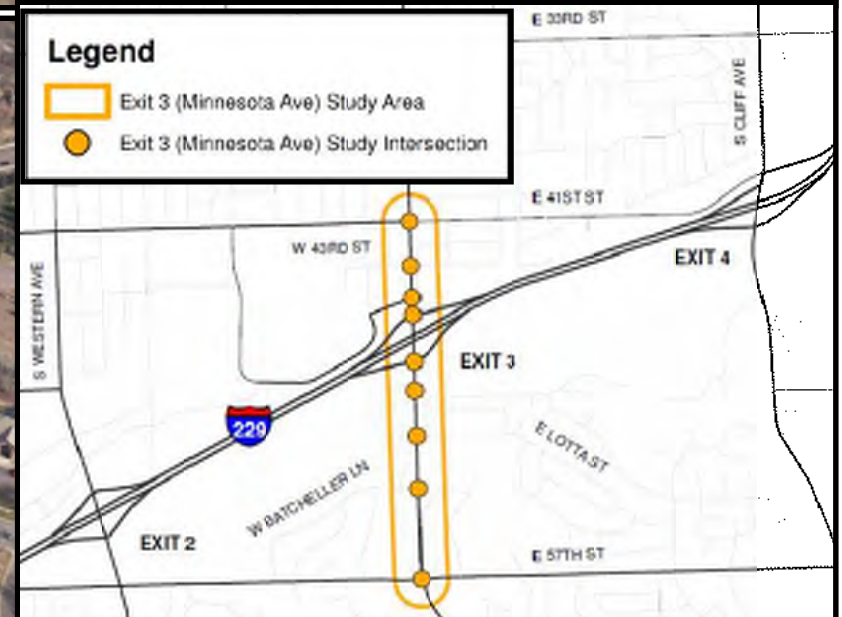 E 33RD ST
Legend
Exit 3 (Minnesota Ave) Study Area
Exit 3 (Minnesota Ave) Study Intersection
S CLIFF AVE
E 41ST ST
W 43RD ST
EXIT 4
S WESTERN AVE
EXIT 3
229
E LOTTA ST
W BATCHELLER LN
EXIT 2
E 57TH ST